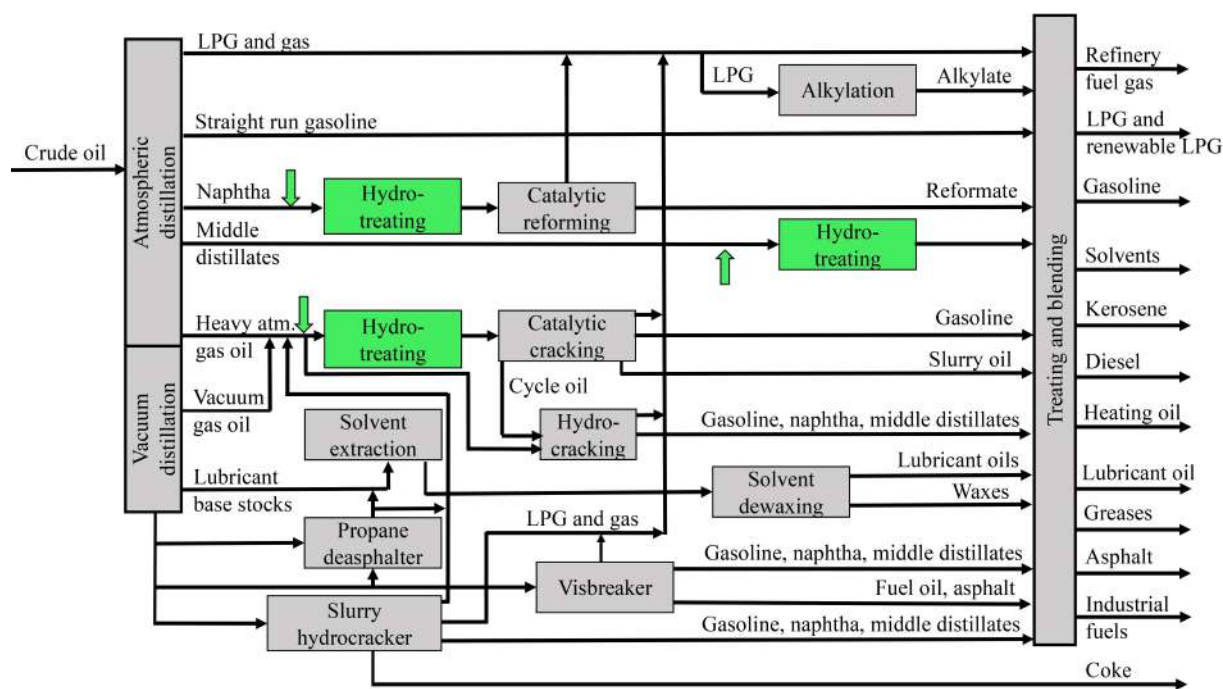 LPG and gas
LPG
Alkylation
Alkylate
Refinery
fuel gas
Straight run gasoline
LPG and
renewable LPG
Crude oil
Atmospheric
distillation
Naphtha
Hydro-
treating
Catalytic
reforming
Reformate
Gasoline
Middle
distillates
Hydro-
treating
Solvents
Heavy atm.
gas oil
Hydro-
treating
Catalytic
cracking
Gasoline
Kerosene
Slurry oil
Diesel
Cycle oil
Vacuum
distillation
Vacuum
gas oil
Solvent
extraction
Hydro-
cracking
Gasoline, naphtha, middle distillates
Heating oil
Treating and blending
Lubricant
base stocks
Solvent
dewaxing
Lubricant oils
Waxes
Lubricant oil
Greases
Propane
deasphalter
LPG and gas
Visbreaker
Gasoline, naphtha, middle distillates
Fuel oil, asphalt
Asphalt
Slurry
hydrocracker
Gasoline, naphtha, middle distillates
Industrial
fuels
Coke